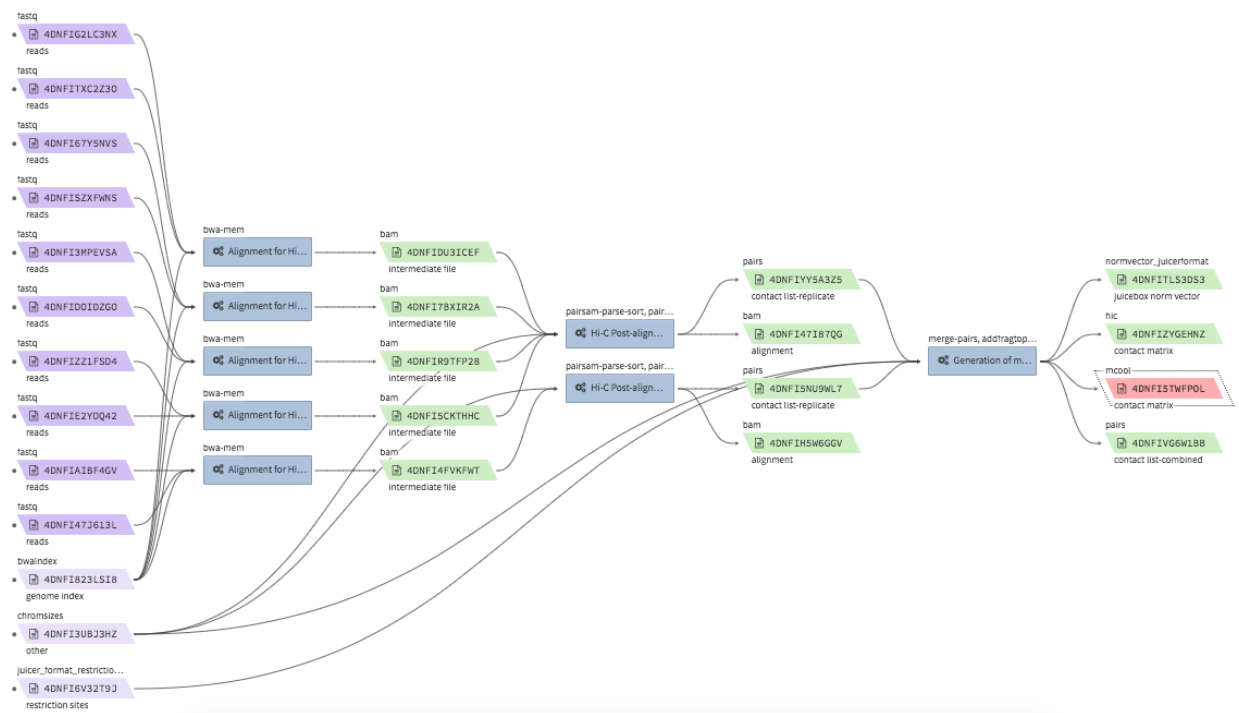 fastq
4DNFIG2LC3NX
reads
fastq
4DNFITXC2Z3O
reads
fastq
4DNFI67Y5NVS
reads
fastq
4DNFISZXFWNS
reads
fastq
4DNFI3MPEVSA
reads
fastq
4DNFIDOIDZGO
reads
fastq
4DNFIZZ1FSD4
reads
fastq
4DNFIE2YDQ42
reads
fastq
4DNFIAIBF4GV
reads
fastq
4DNFI47J613L
reads
bwaIndex
4DNFI823LSI8
genome index
chromsizes
4DNFI3UBJ3HZ
other
juicer_format_restrictio...
4DNFI6V32T9J
restriction sites
bwa-mem
Alignment for Hi...
bwa-mem
Alignment for Hi...
bwa-mem
Alignment for Hi...
bwa-mem
Alignment for Hi...
bwa-mem
Alignment for Hi...
bam
4DNFIDU3ICEF
intermediate file
bam
4DNFI7BXIR2A
intermediate file
bam
4DNFIR9TFP28
intermediate file
bam
4DNFISCKTHHC
intermediate file
bam
4DNFI4FVKFWT
intermediate file
pairsam-parse-sort, pair...
Hi-C Post-align...
pairsam-parse-sort, pair...
Hi-C Post-align...
pairs
4DNFIYY5A3Z5
contact list-replicate
bam
4DNFI47I87QG
alignment
pairs
4DNFI5NU9WL7
contact list-replicate
bam
4DNFIH5W6GGV
alignment
merge-pairs, addfragtop...
Generation of m...
normvector_juicerformat
4DNFITLS3DS3
juicebox norm vector
hic
4DNFIZYGEHNZ
contact matrix
mcool
4DNFI5TWFPOL
contact matrix
pairs
4DNFIVG6W1BB
contact list-combined